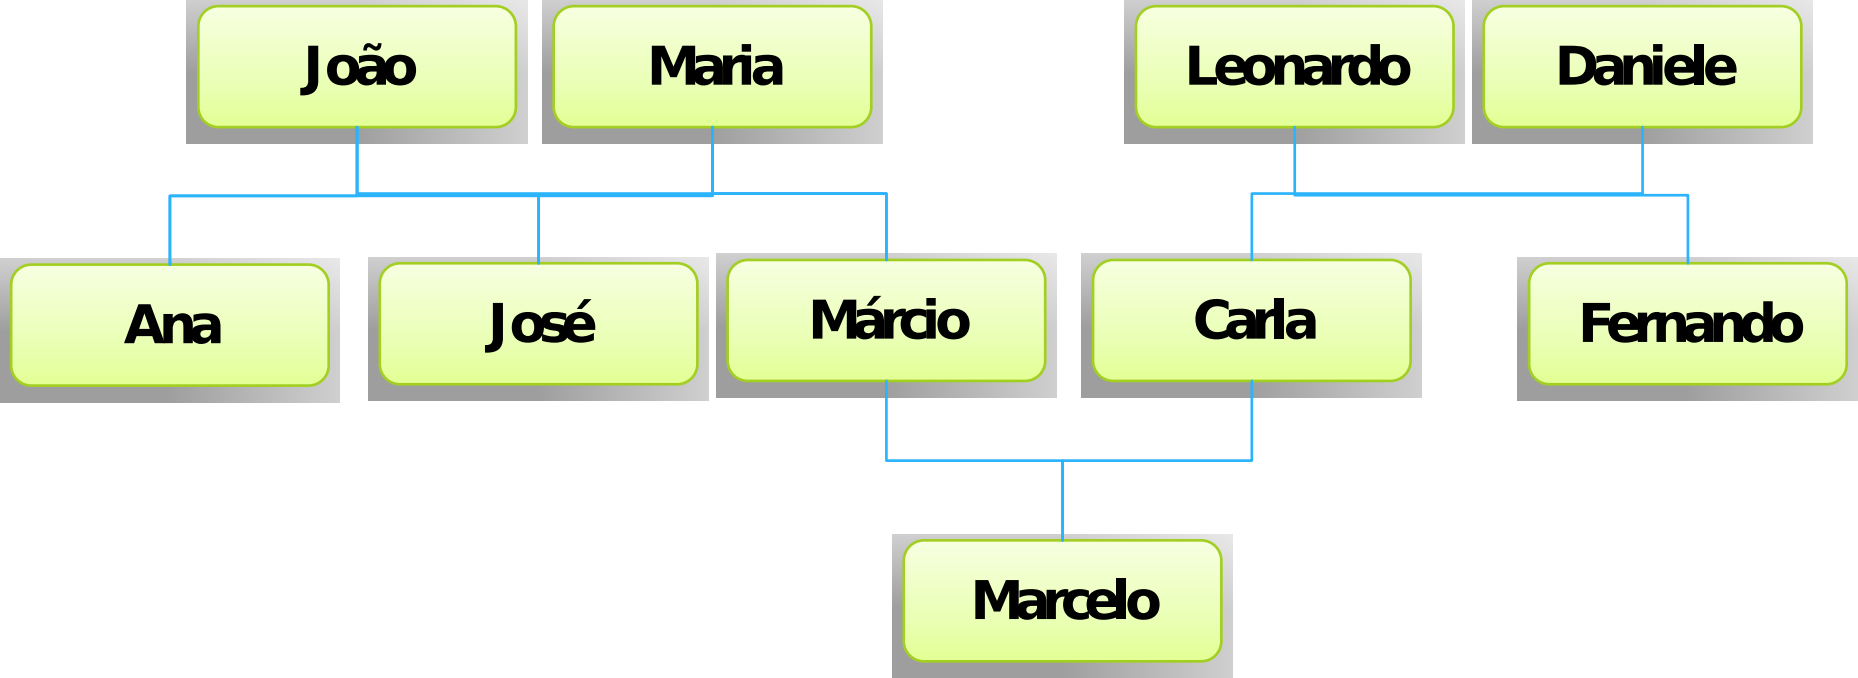 João
Maria
Leonardo
Daniele
Ana
José
Márcio
Carla
Fernando
Marcelo